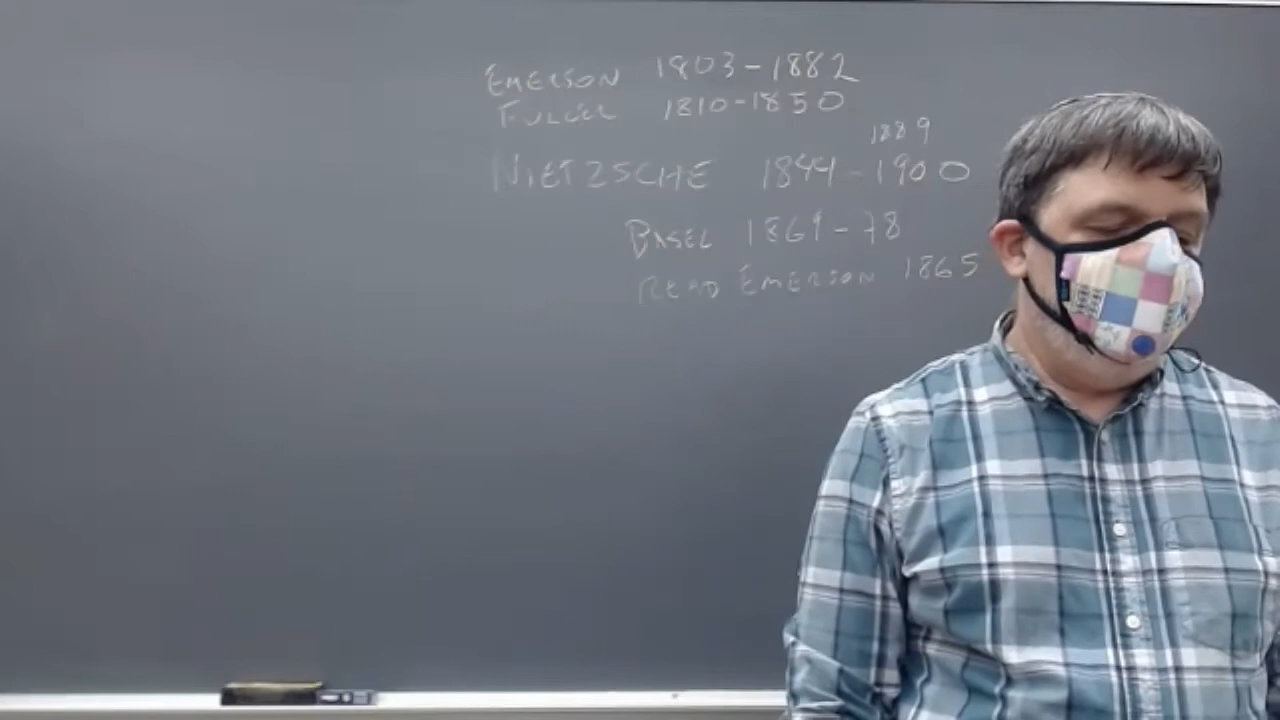 EMERSON 1803-1882
FULLER 1810-1850
1889
NIETZSCHE 1844-1900
BASEL 1869-78
READ EMERSON 1865